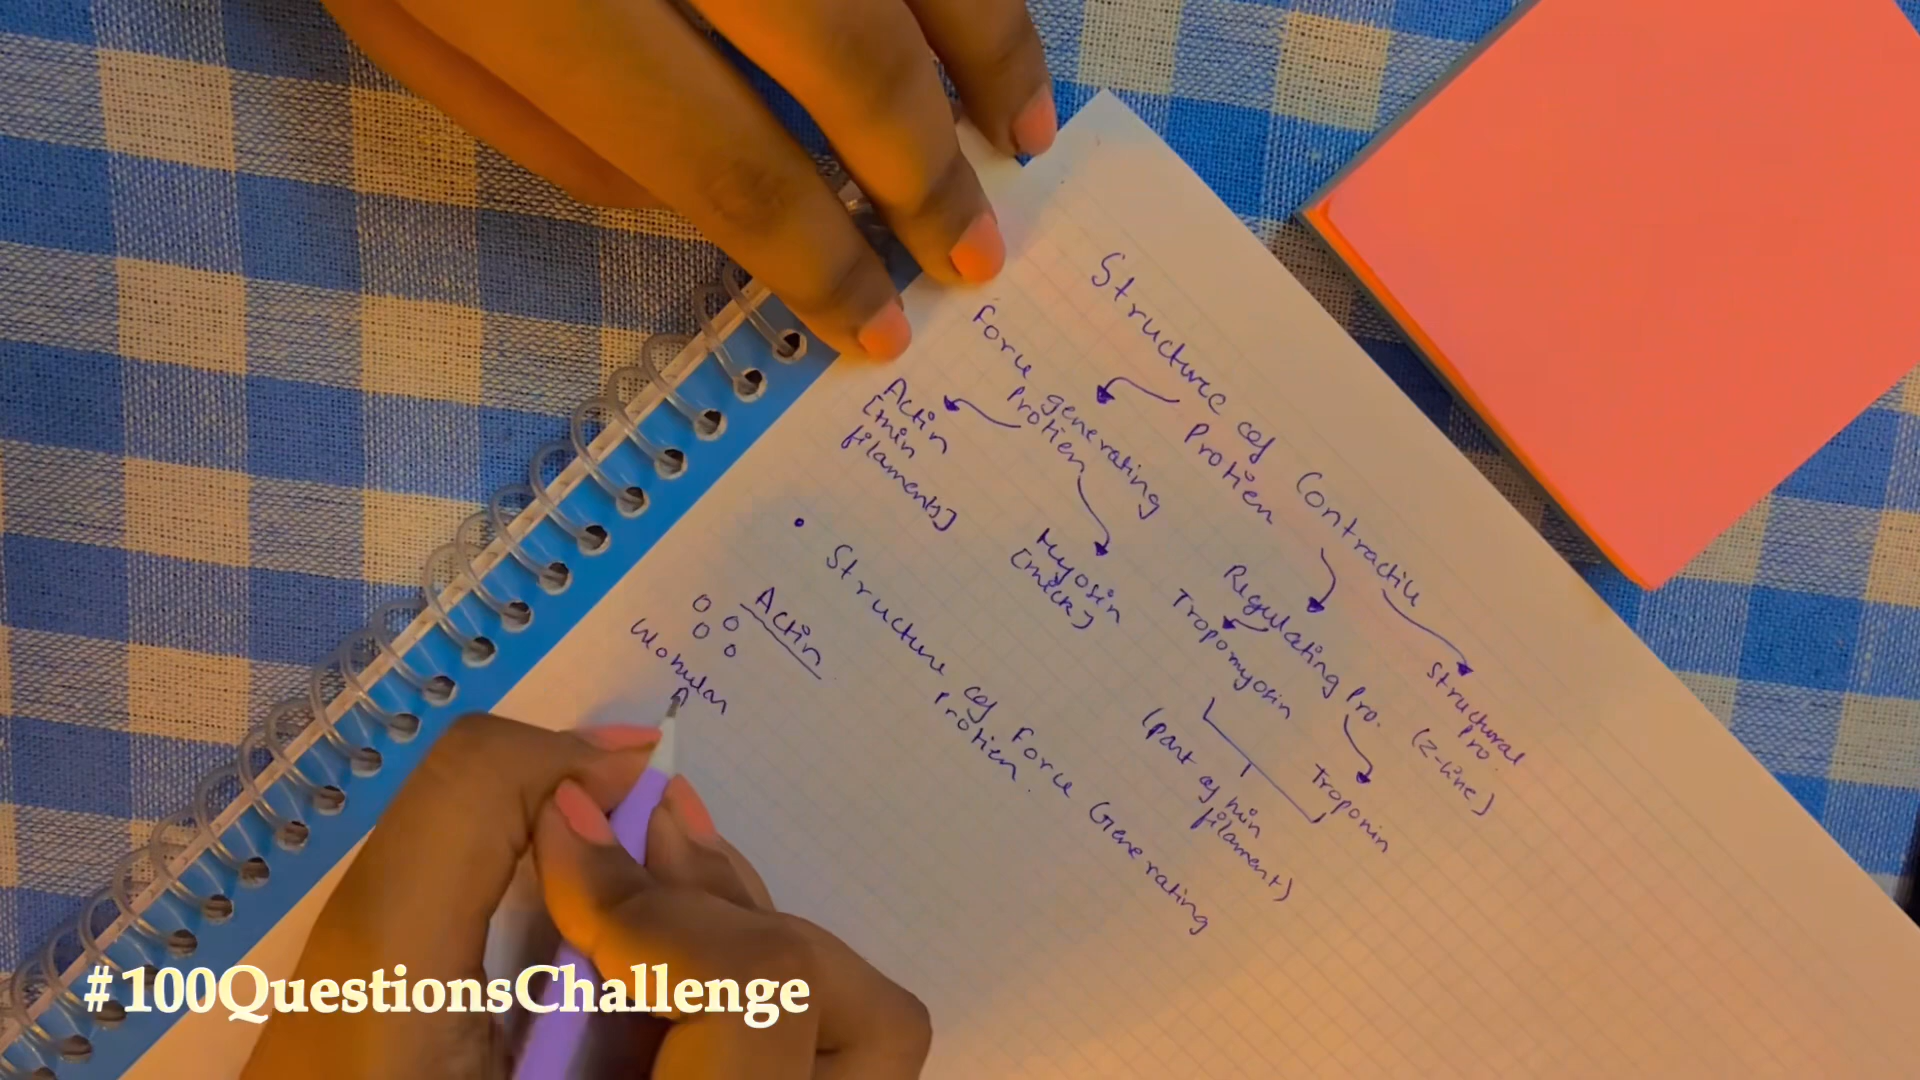 Structure of Contractile
Protien
Force generating
Protien
Regulating Pro.
Structural
Pro.
(Z-line)
Actin
[thin
filaments]
Myosin
[thick]
Tropomyosin
Troponin
(part of thin
filament)
• Structure of Force Generating
Protien
Actin
A
#100QuestionsChallenge